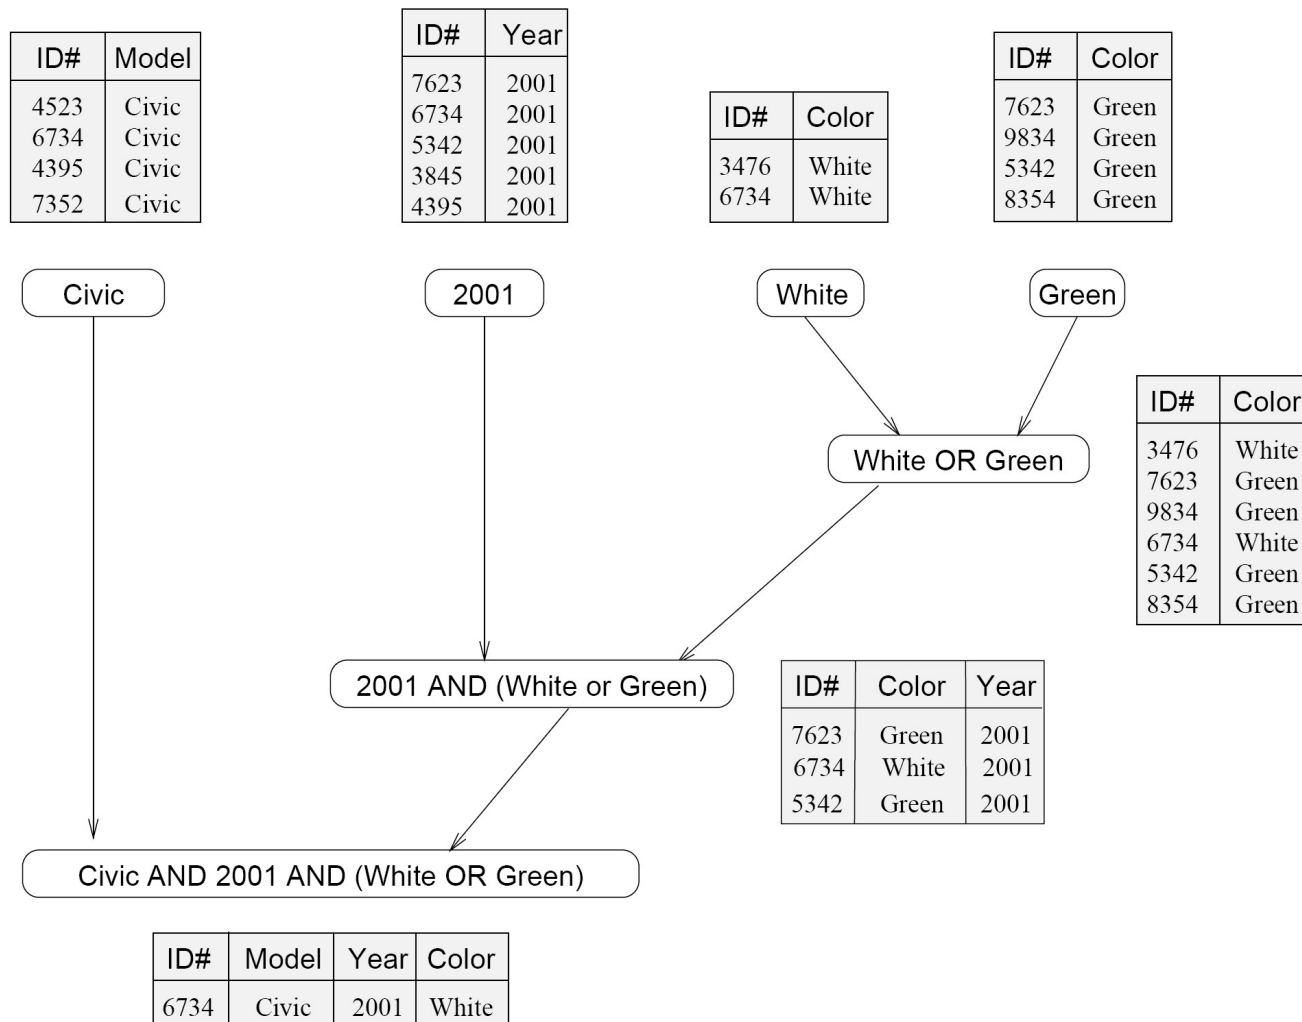 ID# Model
4523 Civic
6734 Civic
4395 Civic
7352 Civic
ID# Year
7623 2001
6734 2001
5342 2001
3845 2001
4395 2001
ID# Color
3476 White
6734 White
ID# Color
7623 Green
9834 Green
5342 Green
8354 Green
Civic
2001
White
Green
White OR Green
ID# Color
3476 White
7623 Green
9834 Green
6734 White
5342 Green
8354 Green
2001 AND (White or Green)
ID# Color Year
7623 Green 2001
6734 White 2001
5342 Green 2001
Civic AND 2001 AND (White OR Green)
ID# Model Year Color
6734 Civic 2001 White